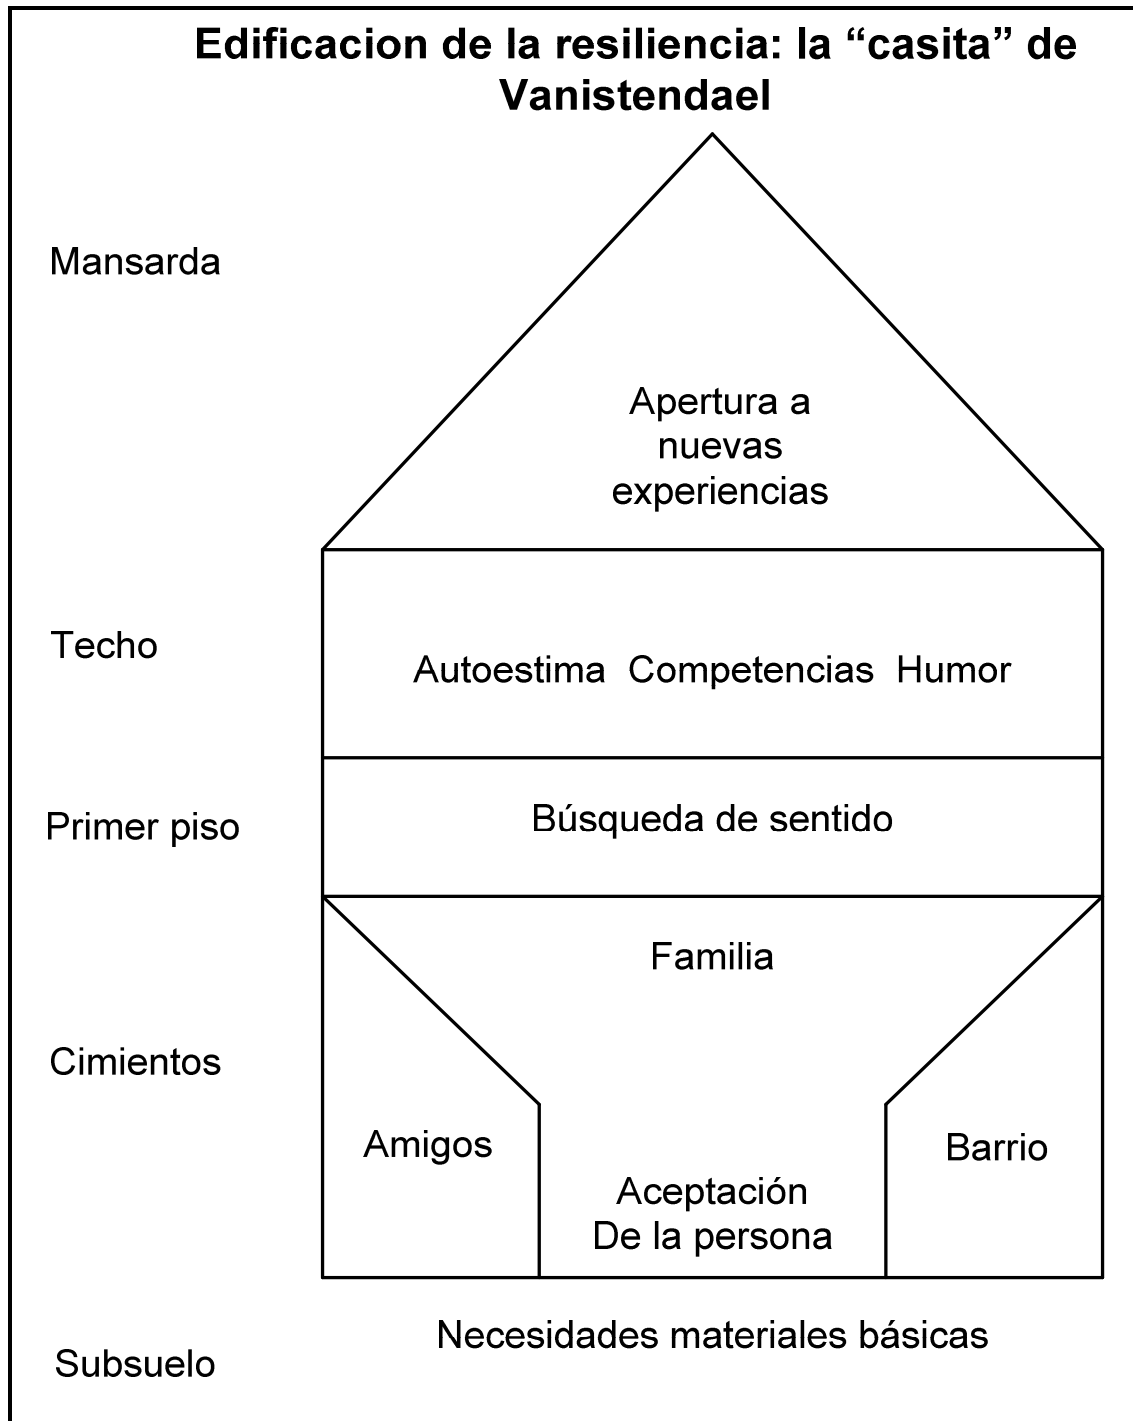 Edificacion de la resiliencia: la “casita” de
Vanistendael
Mansarda
Apertura a
nuevas
experiencias
Techo
Autoestima Competencias Humor
Primer piso
Búsqueda de sentido
Familia
Cimientos
Amigos
Barrio
Aceptación
De la persona
Necesidades materiales básicas
Subsuelo